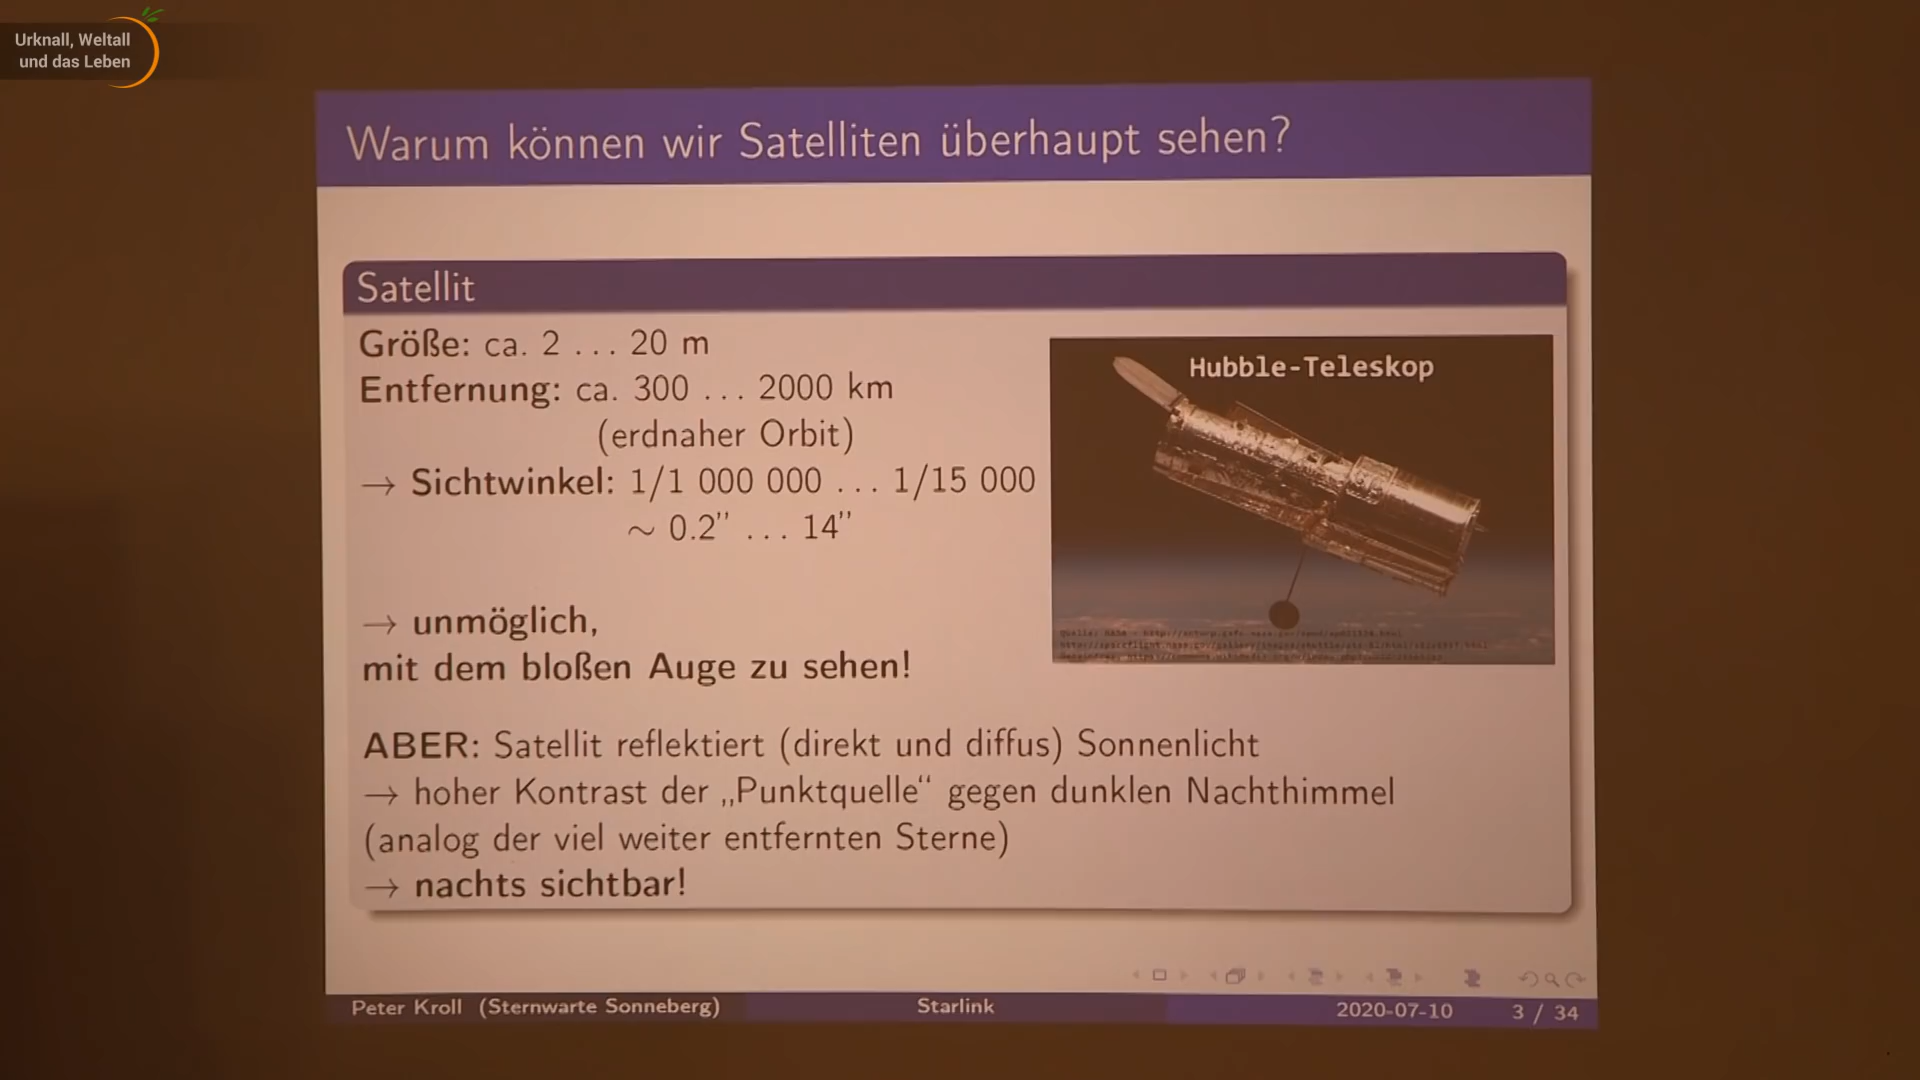 Urknall, Weltall
und das Leben
Warum können wir Satelliten überhaupt sehen?
Satellit
Größe: ca. 2 . . . 20 m
Entfernung: ca. 300 . . . 2000 km
(erdnaher Orbit)
→ Sichtwinkel: 1/1 000 000 . . . 1/15 000
∼ 0.2” . . . 14”
Hubble-Teleskop
→ unmöglich,
mit dem bloßen Auge zu sehen!
ABER: Satellit reflektiert (direkt und diffus) Sonnenlicht
→ hoher Kontrast der „Punktquelle“ gegen dunklen Nachthimmel
(analog der viel weiter entfernten Sterne)
→ nachts sichtbar!
Peter Kroll (Sternwarte Sonneberg) Starlink 2020-07-10 3 / 34